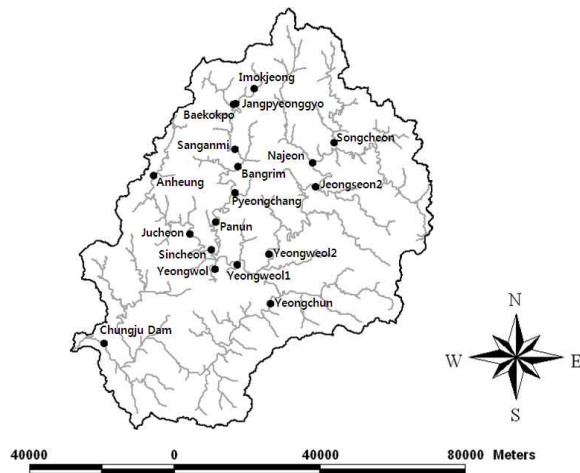 Imokjeong
Jangpyeonggyo
Baekokpo
Songcheon
Sanganmi
Najeon
Bangrim
Anheung
Jeongseon2
Pyeongchang
Panun
Jucheon
Sincheon
Yeongweol2
Yeongwol
Yeongweol1
Yeongchun
Chungju Dam
N
W
E
S
40000 0 40000 80000 Meters